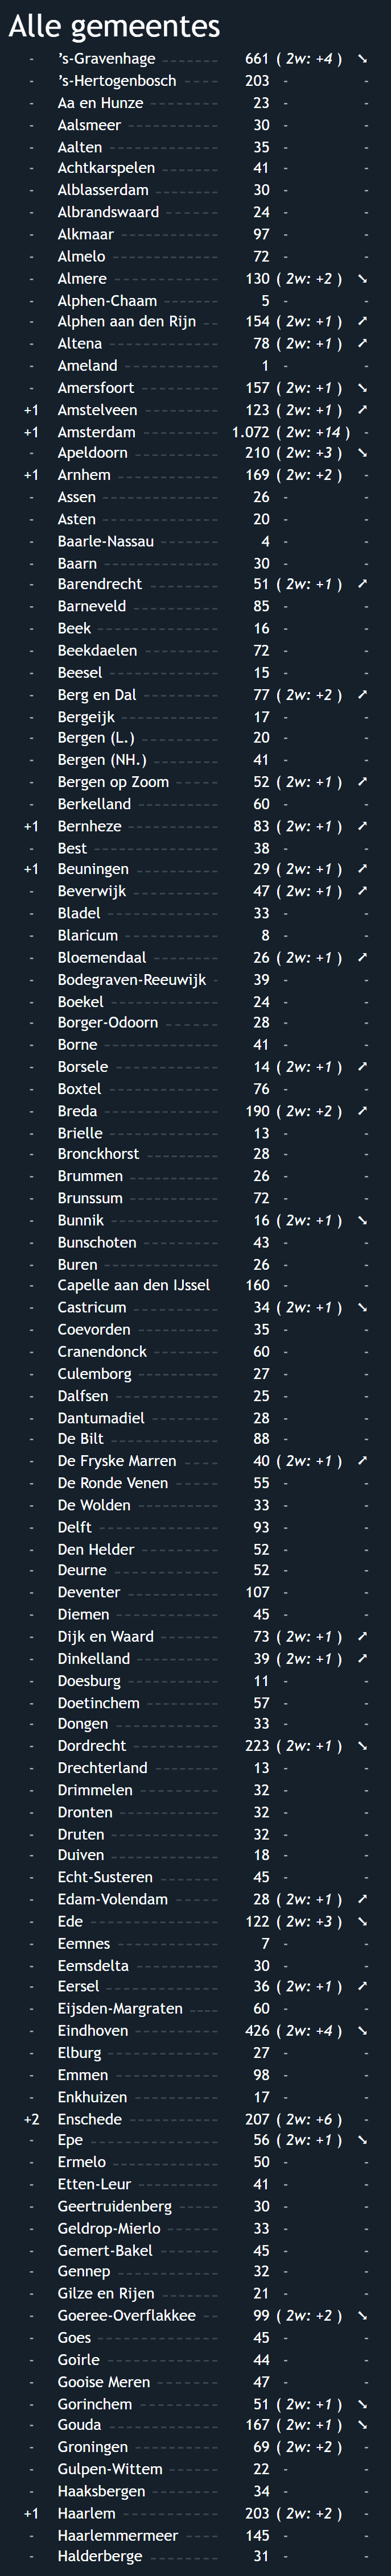 Alle gemeentes
- ’s-Gravenhage 661 ( 2w: +4 ) ➘
- ’s-Hertogenbosch 203 - -
- Aa en Hunze 23 - -
- Aalsmeer 30 - -
- Aalten 35 - -
- Achtkarspelen 41 - -
- Alblasserdam 30 - -
- Albrandswaard 24 - -
- Alkmaar 97 - -
- Almelo 72 - -
- Almere 130 ( 2w: +2 ) ➘
- Alphen-Chaam 5 - -
- Alphen aan den Rijn 154 ( 2w: +1 ) ➚
- Altena 78 ( 2w: +1 ) ➚
- Ameland 1 - -
- Amersfoort 157 ( 2w: +1 ) ➘
+1 Amstelveen 123 ( 2w: +1 ) ➚
+1 Amsterdam 1.072 ( 2w: +14 ) -
- Apeldoorn 210 ( 2w: +3 ) ➘
+1 Arnhem 169 ( 2w: +2 ) -
- Assen 26 - -
- Asten 20 - -
- Baarle-Nassau 4 - -
- Baarn 30 - -
- Barendrecht 51 ( 2w: +1 ) ➚
- Barneveld 85 - -
- Beek 16 - -
- Beekdaelen 72 - -
- Beesel 15 - -
- Berg en Dal 77 ( 2w: +2 ) ➚
- Bergeijk 17 - -
- Bergen (L.) 20 - -
- Bergen (NH.) 41 - -
- Bergen op Zoom 52 ( 2w: +1 ) ➚
- Berkelland 60 - -
+1 Bernheze 83 ( 2w: +1 ) ➚
- Best 38 - -
+1 Beuningen 29 ( 2w: +1 ) ➚
- Beverwijk 47 ( 2w: +1 ) ➚
- Bladel 33 - -
- Blaricum 8 - -
- Bloemendaal 26 ( 2w: +1 ) ➚
- Bodegraven-Reeuwijk 39 - -
- Boekel 24 - -
- Borger-Odoorn 28 - -
- Borne 41 - -
- Borsele 14 ( 2w: +1 ) ➚
- Boxtel 76 - -
- Breda 190 ( 2w: +2 ) ➚
- Brielle 13 - -
- Bronckhorst 28 - -
- Brummen 26 - -
- Brunssum 72 - -
- Bunnik 16 ( 2w: +1 ) ➘
- Bunschoten 43 - -
- Buren 26 - -
- Capelle aan den IJssel 160 - -
- Castricum 34 ( 2w: +1 ) ➘
- Coevorden 35 - -
- Cranendonck 60 - -
- Culemborg 27 - -
- Dalfsen 25 - -
- Dantumadiel 28 - -
- De Bilt 88 - -
- De Fryske Marren 40 ( 2w: +1 ) ➚
- De Ronde Venen 55 - -
- De Wolden 33 - -
- Delft 93 - -
- Den Helder 52 - -
- Deurne 52 - -
- Deventer 107 - -
- Diemen 45 - -
- Dijk en Waard 73 ( 2w: +1 ) ➚
- Dinkelland 39 ( 2w: +1 ) ➚
- Doesburg 11 - -
- Doetinchem 57 - -
- Dongen 33 - -
- Dordrecht 223 ( 2w: +1 ) ➘
- Drechterland 13 - -
- Drimmelen 32 - -
- Dronten 32 - -
- Druten 32 - -
- Duiven 18 - -
- Echt-Susteren 45 - -
- Edam-Volendam 28 ( 2w: +1 ) ➚
- Ede 122 ( 2w: +3 ) ➘
- Eemnes 7 - -
- Eemsdelta 30 - -
- Eersel 36 ( 2w: +1 ) ➚
- Eijsden-Margraten 60 - -
- Eindhoven 426 ( 2w: +4 ) ➘
- Elburg 27 - -
- Emmen 98 - -
- Enkhuizen 17 - -
+2 Enschede 207 ( 2w: +6 ) -
- Epe 56 ( 2w: +1 ) ➘
- Ermelo 50 - -
- Etten-Leur 41 - -
- Geertruidenberg 30 - -
- Geldrop-Mierlo 33 - -
- Gemert-Bakel 45 - -
- Gennep 32 - -
- Gilze en Rijen 21 - -
- Goeree-Overflakkee 99 ( 2w: +2 ) ➘
- Goes 45 - -
- Goirle 44 - -
- Gooise Meren 47 - -
- Gorinchem 51 ( 2w: +1 ) ➘
- Gouda 167 ( 2w: +1 ) ➘
- Groningen 69 ( 2w: +2 ) -
- Gulpen-Wittem 22 - -
- Haaksbergen 34 - -
+1 Haarlem 203 ( 2w: +2 ) -
- Haarlemmermeer 145 - -
- Halderberge 31 - -